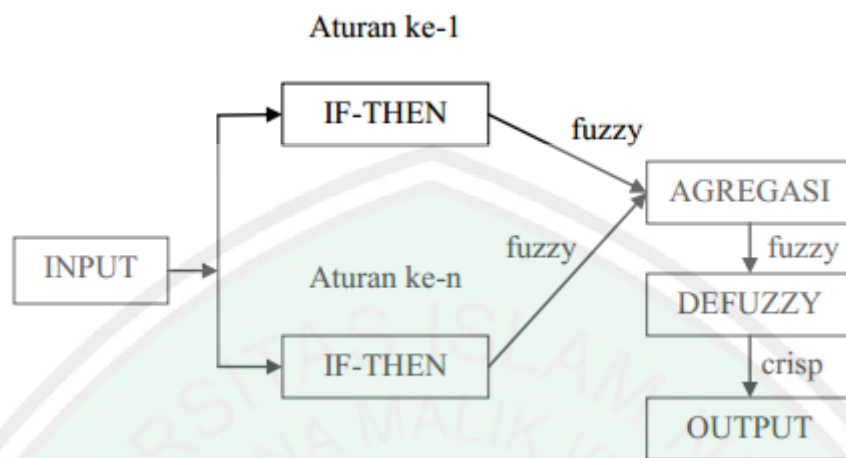 Aturan ke-1
IF-THEN
fuzzy
AGREGASI
INPUT
fuzzy
fuzzy
Aturan ke-n
DEFUZZY
IF-THEN
crisp
OUTPUT